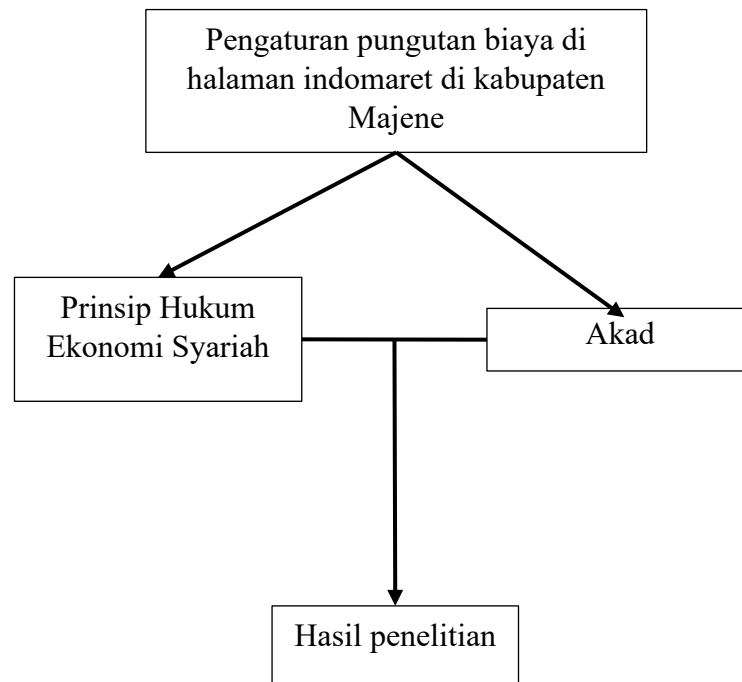 Pengaturan pungutan biaya di
halaman indomaret di kabupaten
Majene
Prinsip Hukum
Ekonomi Syariah
Akad
Hasil penelitian